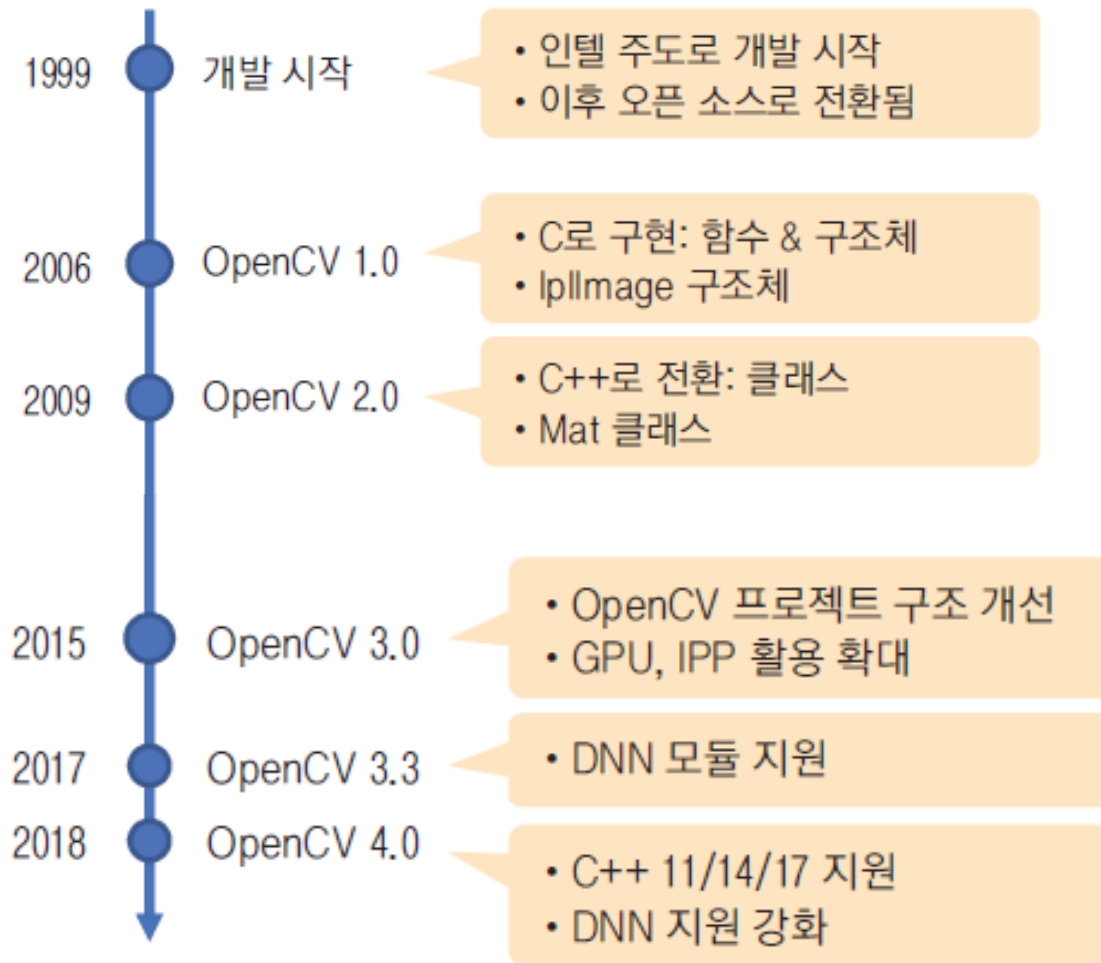 1999 개발 시작
• 인텔 주도로 개발 시작
• 이후 오픈 소스로 전환됨
2006 OpenCV 1.0
• C로 구현: 함수 & 구조체
• IplImage 구조체
2009 OpenCV 2.0
• C++로 전환: 클래스
• Mat 클래스
2015 OpenCV 3.0
• OpenCV 프로젝트 구조 개선
• GPU, IPP 활용 확대
2017 OpenCV 3.3
• DNN 모듈 지원
2018 OpenCV 4.0
• C++ 11/14/17 지원
• DNN 지원 강화